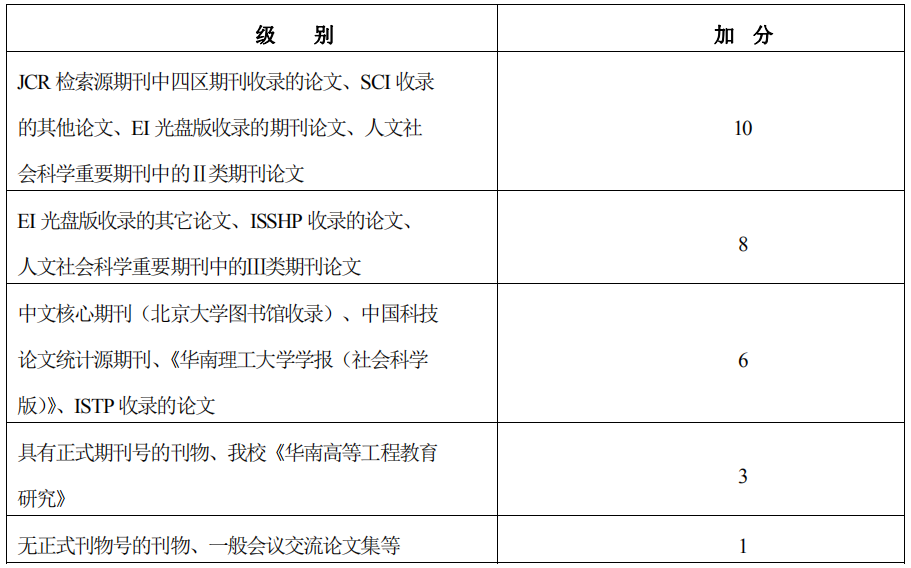 级 别 加 分
JCR 检索源期刊中四区期刊收录的论文、SCI 收录
的其他论文、EI 光盘版收录的期刊论文、人文社
会科学重要期刊中的Ⅱ类期刊论文
10
EI 光盘版收录的其它论文、ISSHP 收录的论文、
人文社会科学重要期刊中的Ⅲ类期刊论文
8
中文核心期刊（北京大学图书馆收录）、中国科技
论文统计源期刊、《华南理工大学学报（社会科学
版）》、ISTP 收录的论文
6
具有正式期刊号的刊物、我校《华南高等工程教育
研究》
3
无正式刊物号的刊物、一般会议交流论文集等
1